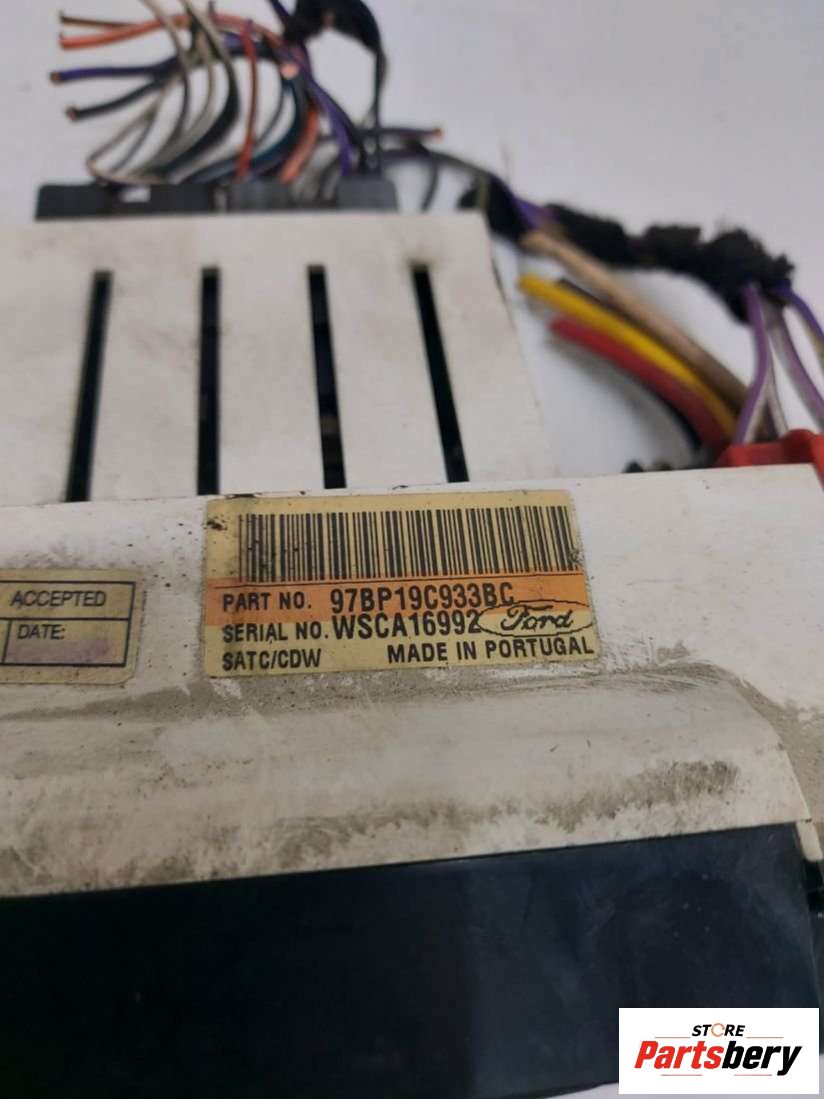 ACCEPTED
DATE:
PART NO. 97BP19C933BC
SERIAL NO. WSCA16992 Ford
SATC/CDW MADE IN PORTUGAL
STORE
Partsbery